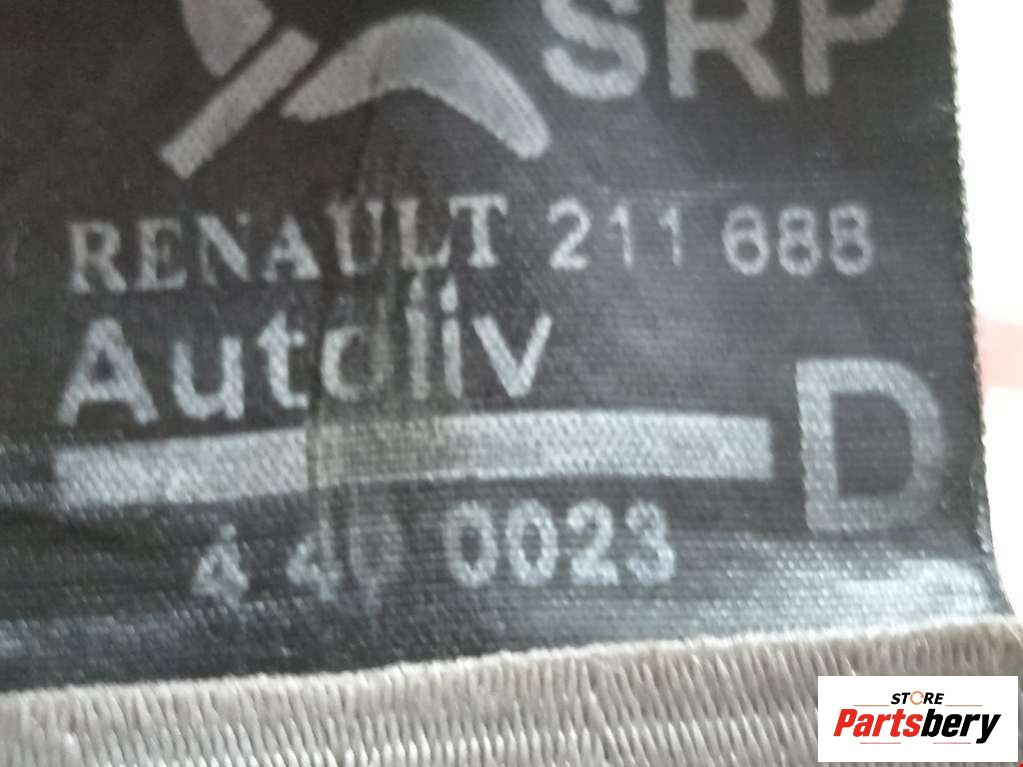 SRP
RENAULT 211 688
Autoliv
D
0023
STORE
Partsbery